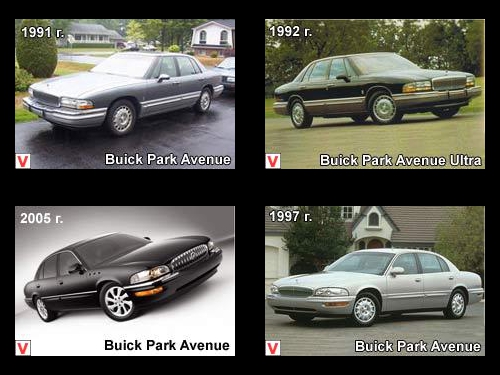 1991 г.
Buick Park Avenue
V
1992 г.
Buick Park Avenue Ultra
V
2005 г.
Buick Park Avenue
V
1997 г.
Buick Park Avenue
V